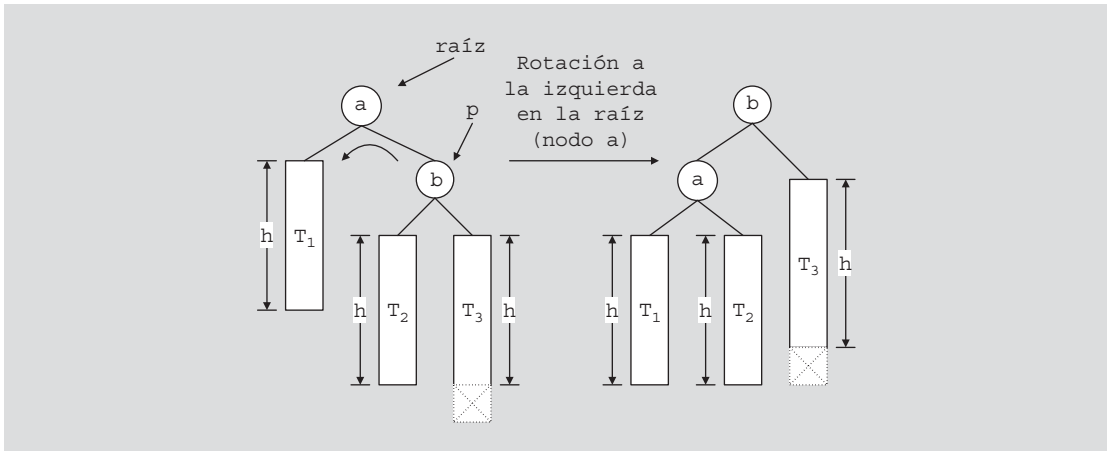 raíz
Rotación a
la izquierda
en la raíz
(nodo a)
a
p
b
h
T1
h
T2
T3
h
b
a
h
T1
h
T2
T3
h